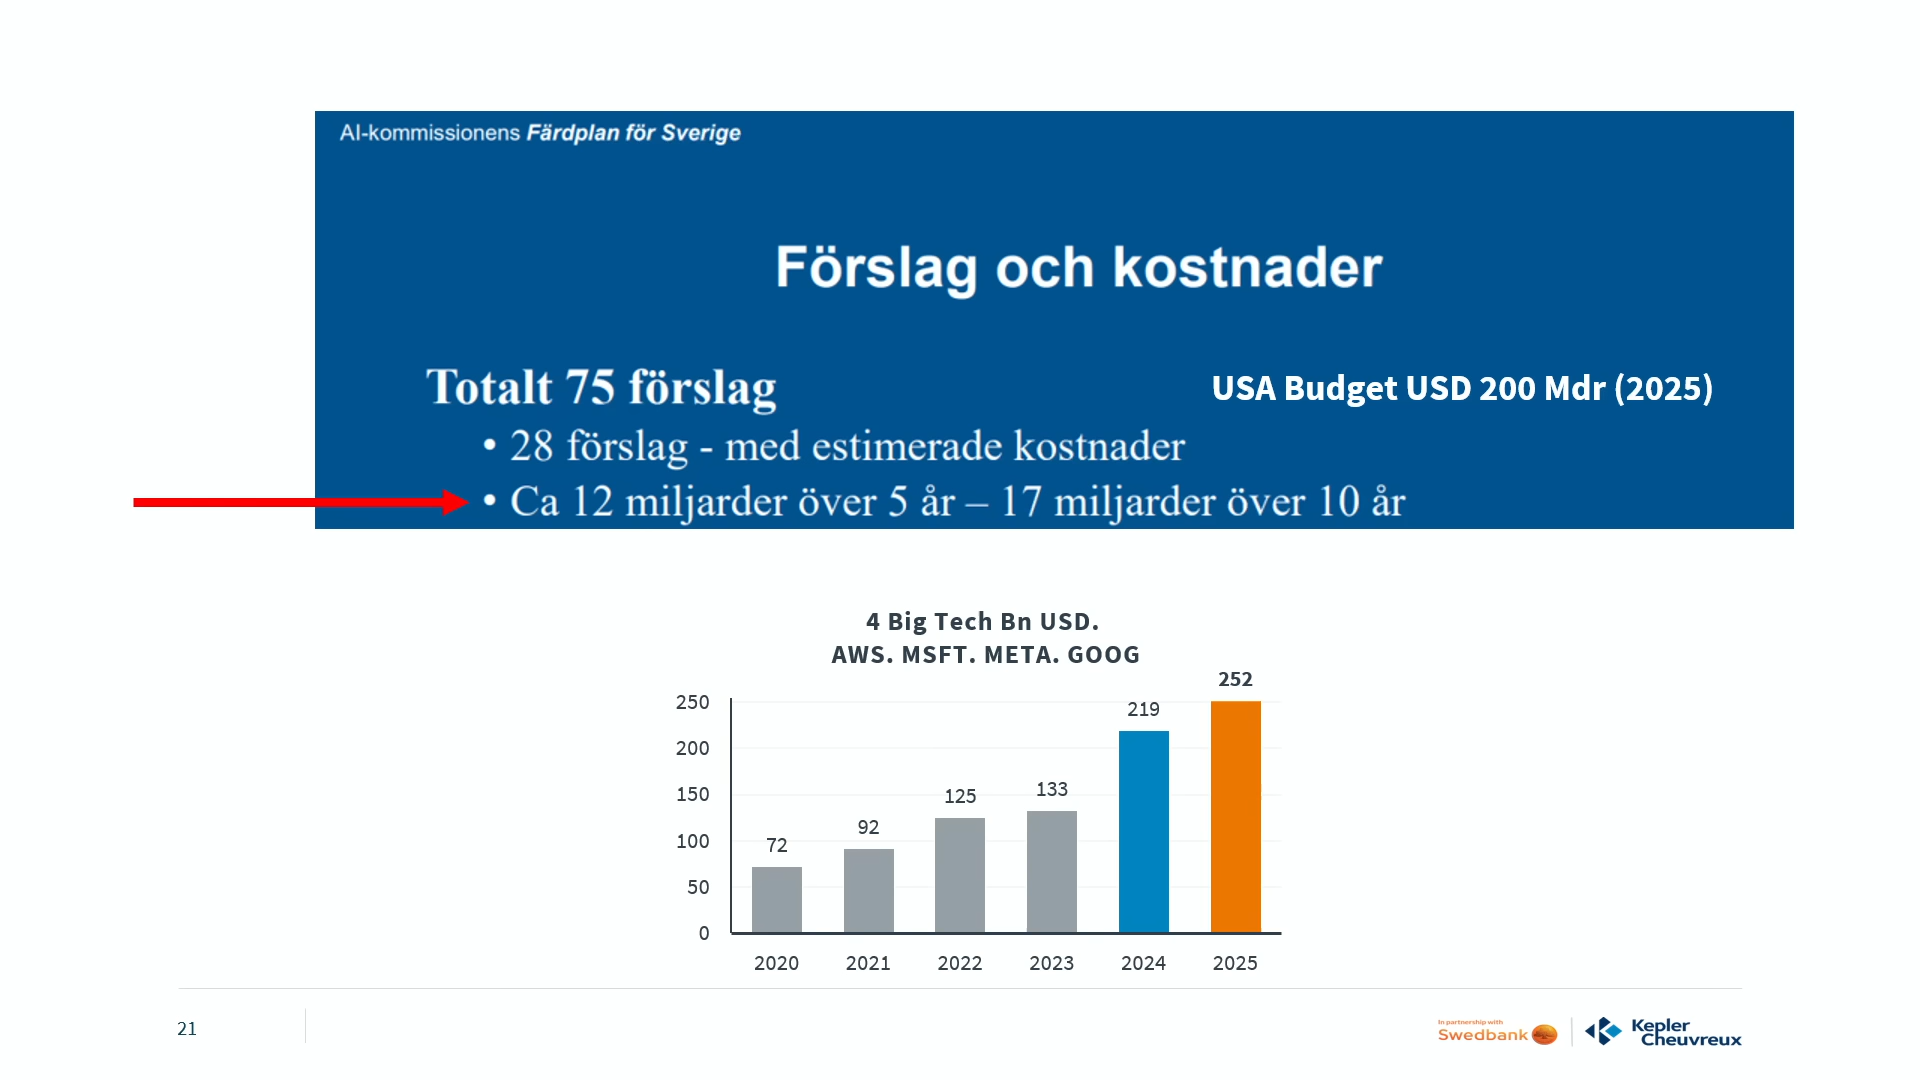 AI-kommissionens Färdplan för Sverige
Förslag och kostnader
Totalt 75 förslag
USA Budget USD 200 Mdr (2025)
• 28 förslag - med estimerade kostnader
• Ca 12 miljarder över 5 år – 17 miljarder över 10 år
4 Big Tech Bn USD.
AWS. MSFT. META. GOOG
250
200
150
100
50
0
72
92
125
133
219
252
2020
2021
2022
2023
2024
2025
21
In partnership with
Swedbank
Kepler
Cheuvreux